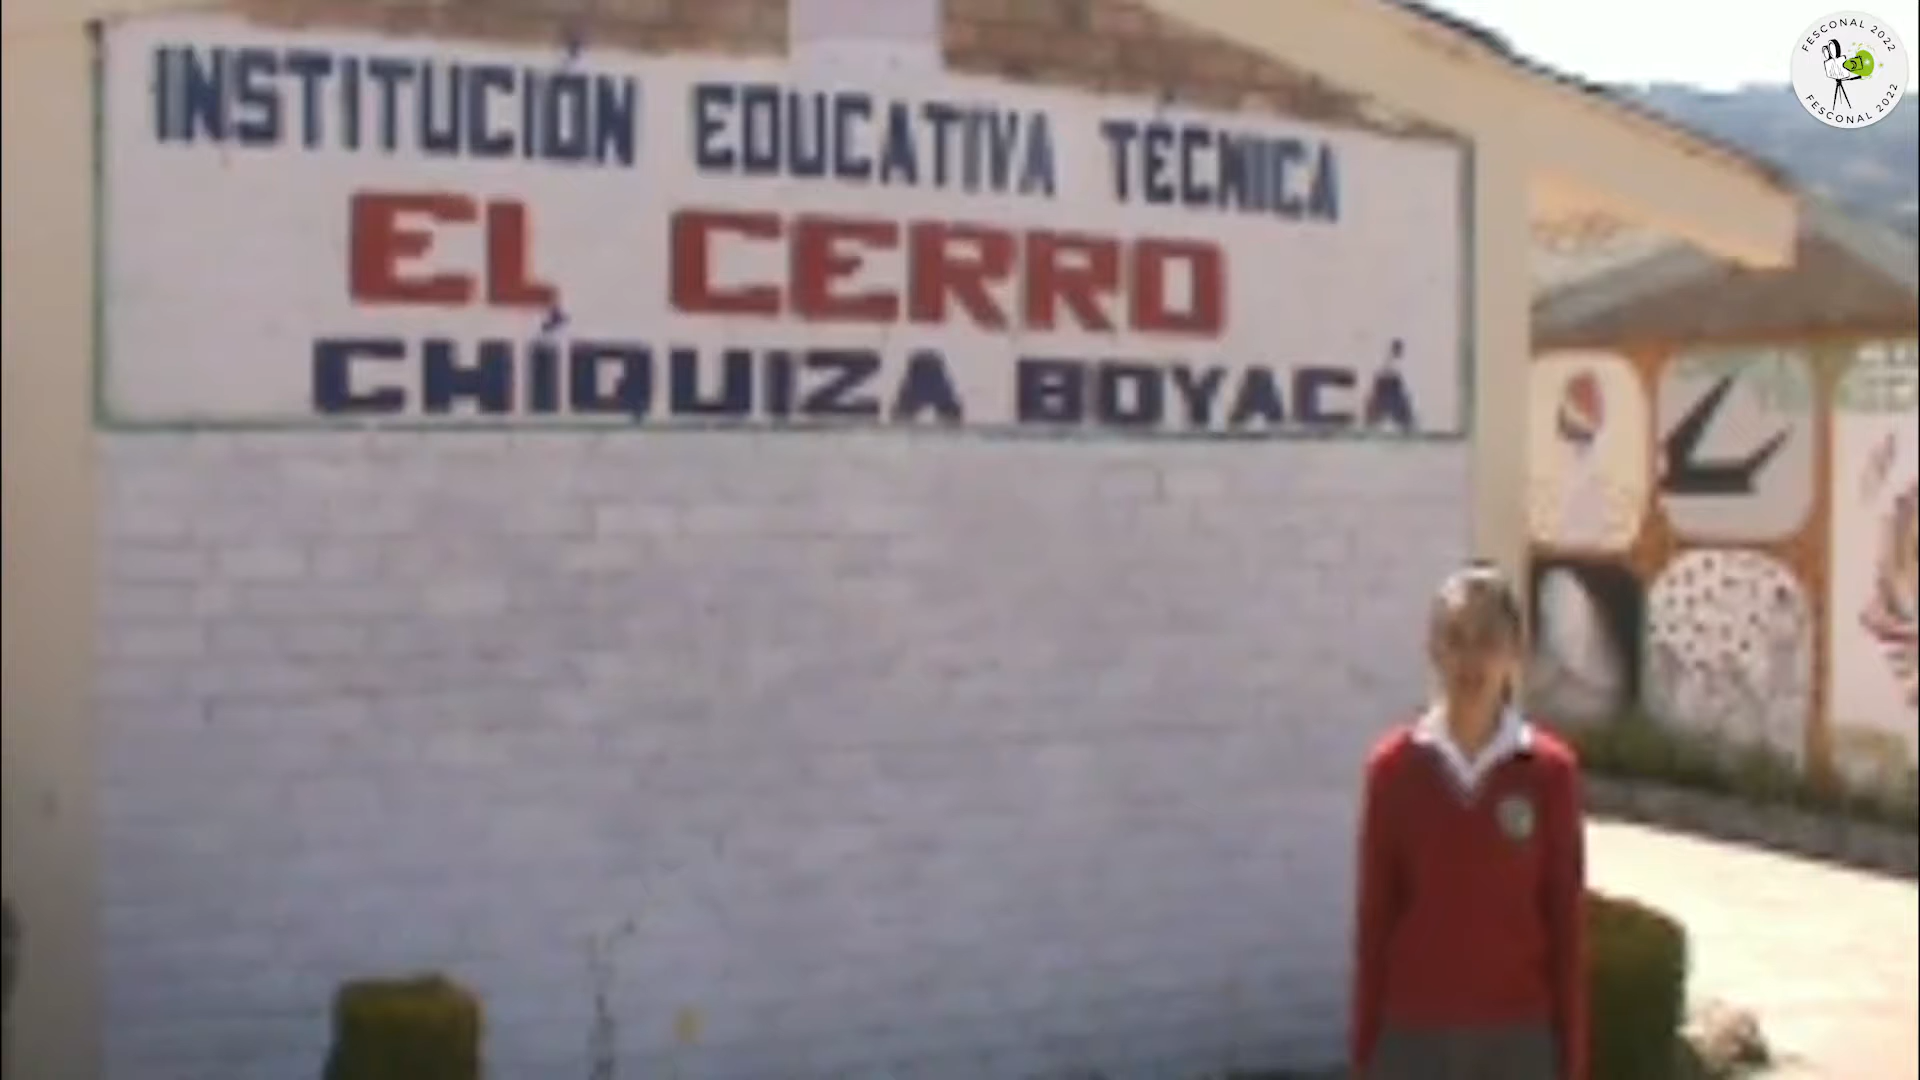 INSTITUCIÓN EDUCATIVA TÉCNICA
EL CERRO
CHÍQUIZA BOYACÁ
FESCONAL 2022
FESCONAL 2022